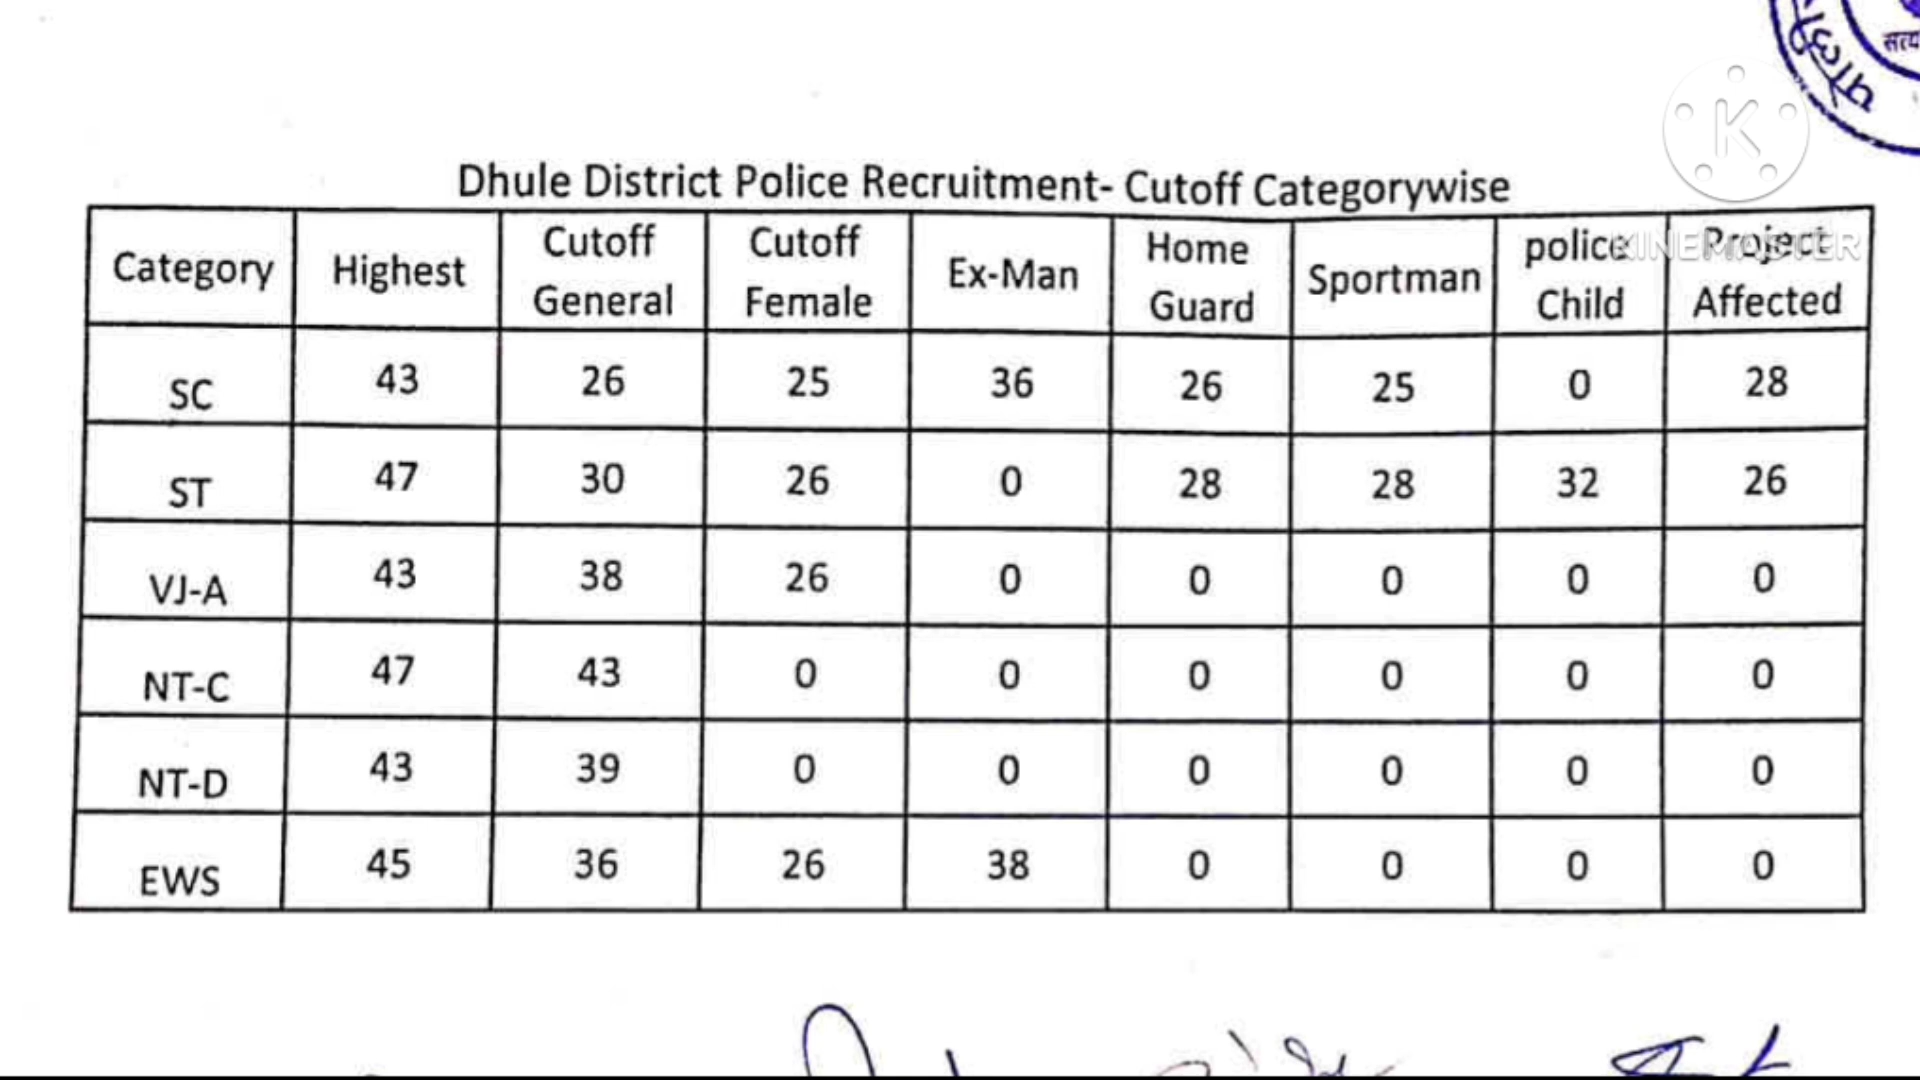 पोली
सत्य
K
KINEMASTER
Dhule District Police Recruitment- Cutoff Categorywise
Category Highest Cutoff General Cutoff Female Ex-Man Home Guard Sportman police Child Project Affected
SC 43 26 25 36 26 25 0 28
ST 47 30 26 0 28 28 32 26
VJ-A 43 38 26 0 0 0 0 0
NT-C 47 43 0 0 0 0 0 0
NT-D 43 39 0 0 0 0 0 0
EWS 45 36 26 38 0 0 0 0